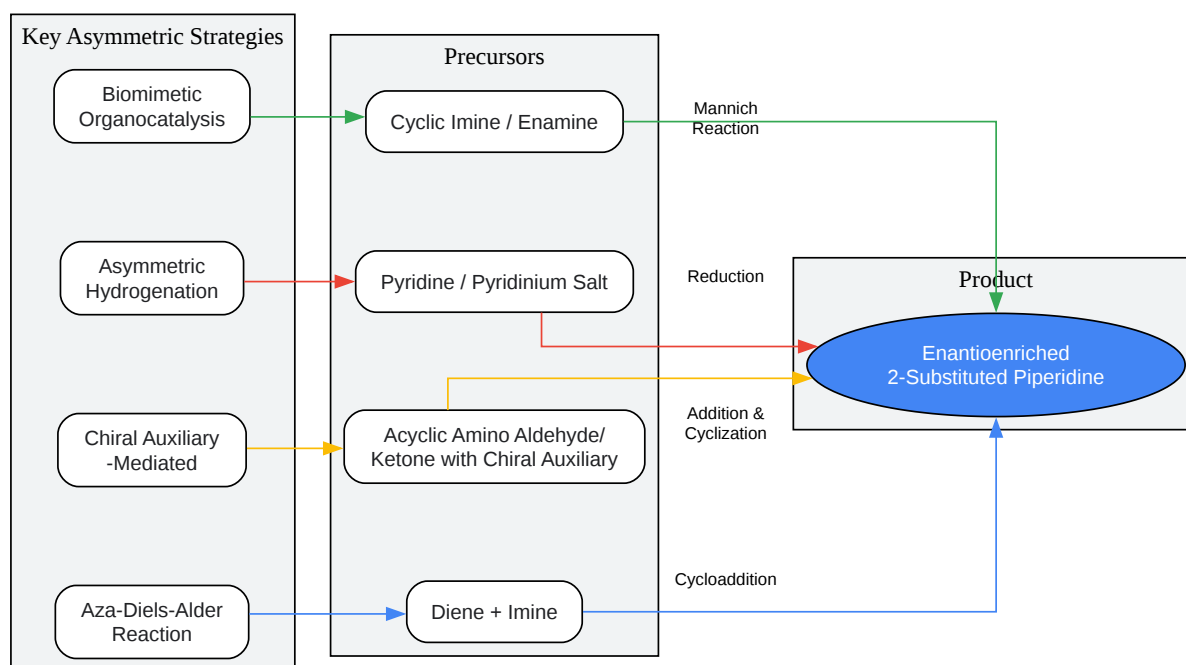 Key Asymmetric Strategies
Biomimetic
Organocatalysis
Asymmetric
Hydrogenation
Chiral Auxiliary
-Mediated
Aza-Diels-Alder
Reaction
Precursors
Cyclic Imine / Enamine
Pyridine / Pyridinium Salt
Acyclic Amino Aldehyde/
Ketone with Chiral Auxiliary
Diene + Imine
Mannich
Reaction
Reduction
Addition &
Cyclization
Cycloaddition
Product
Enantioenriched
2-Substituted Piperidine